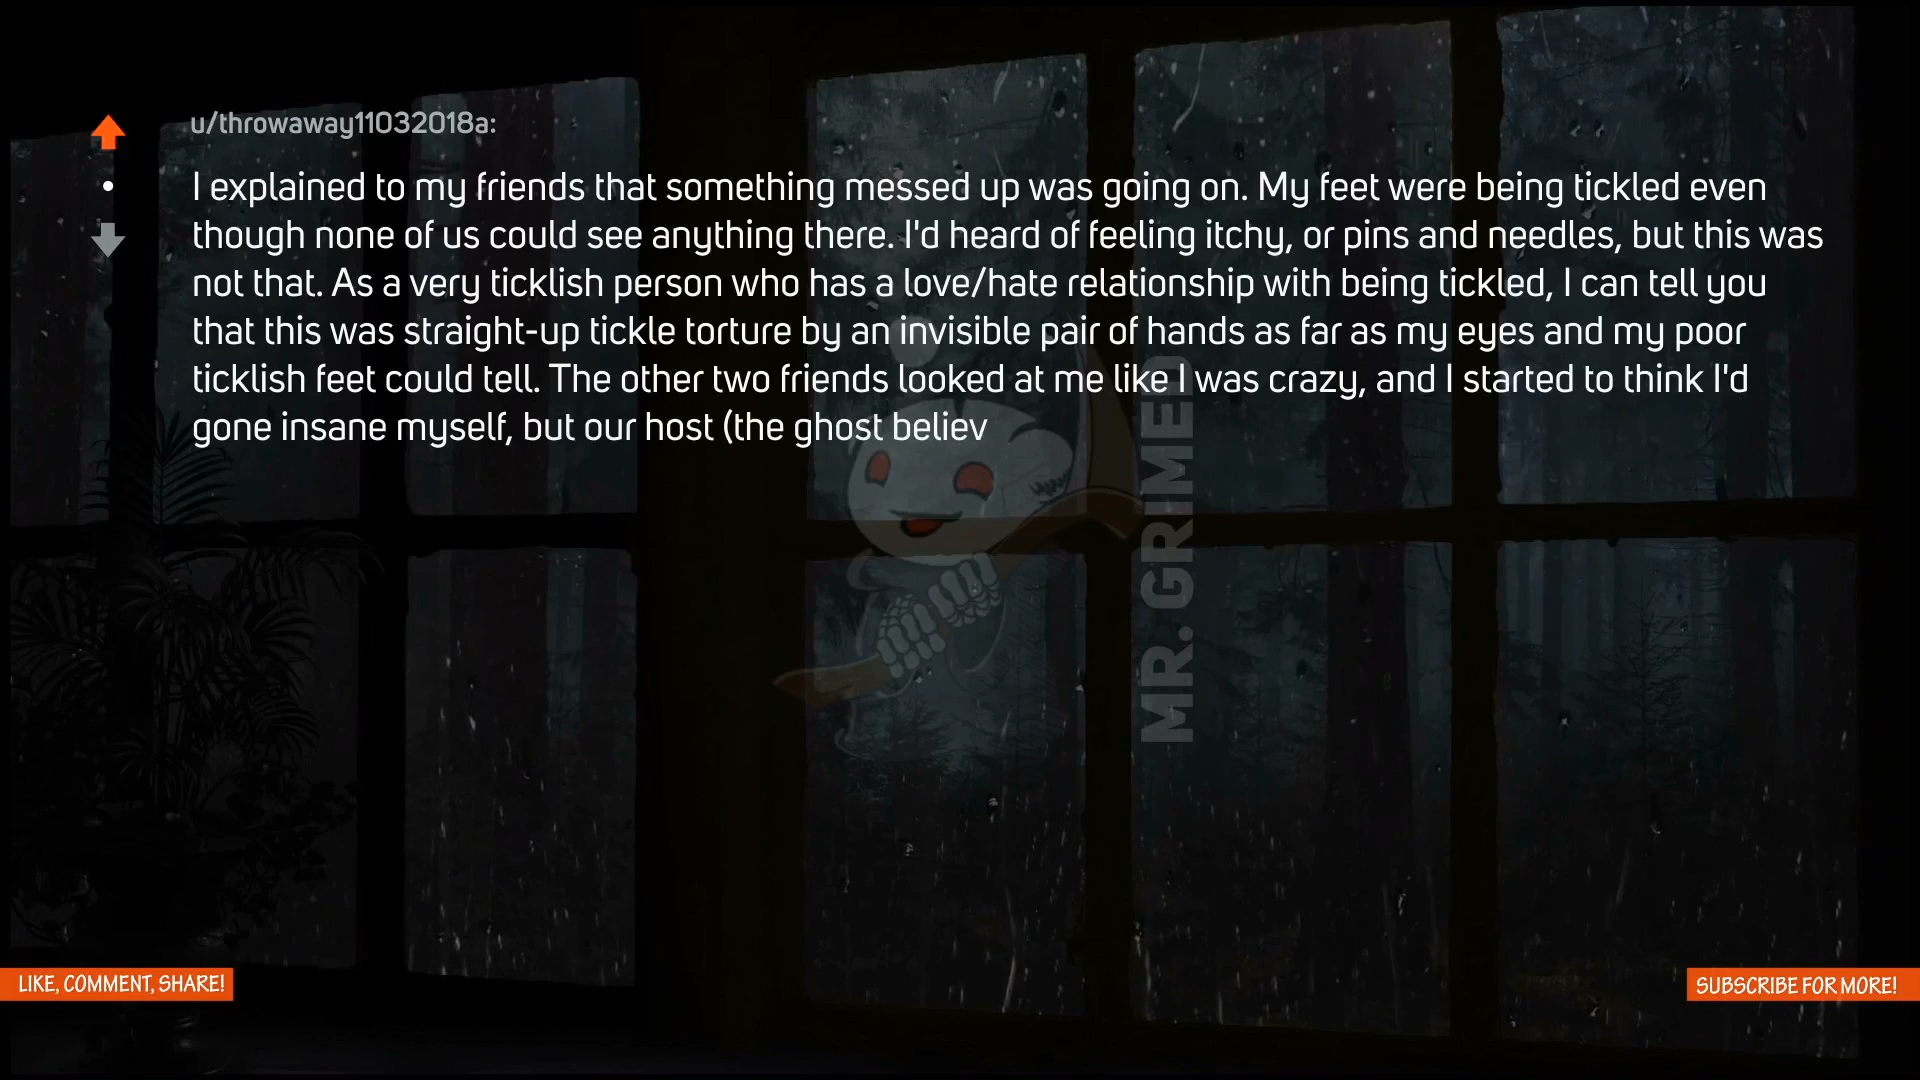 u/throwaway11032018a:
I explained to my friends that something messed up was going on. My feet were being tickled even
though none of us could see anything there. I'd heard of feeling itchy, or pins and needles, but this was
not that. As a very ticklish person who has a love/hate relationship with being tickled, I can tell you
that this was straight-up tickle torture by an invisible pair of hands as far as my eyes and my poor
ticklish feet could tell. The other two friends looked at me like I was crazy, and I started to think I'd
gone insane myself, but our host (the ghost believ
MR. GRIMED
LIKE, COMMENT, SHARE!
SUBSCRIBE FOR MORE!